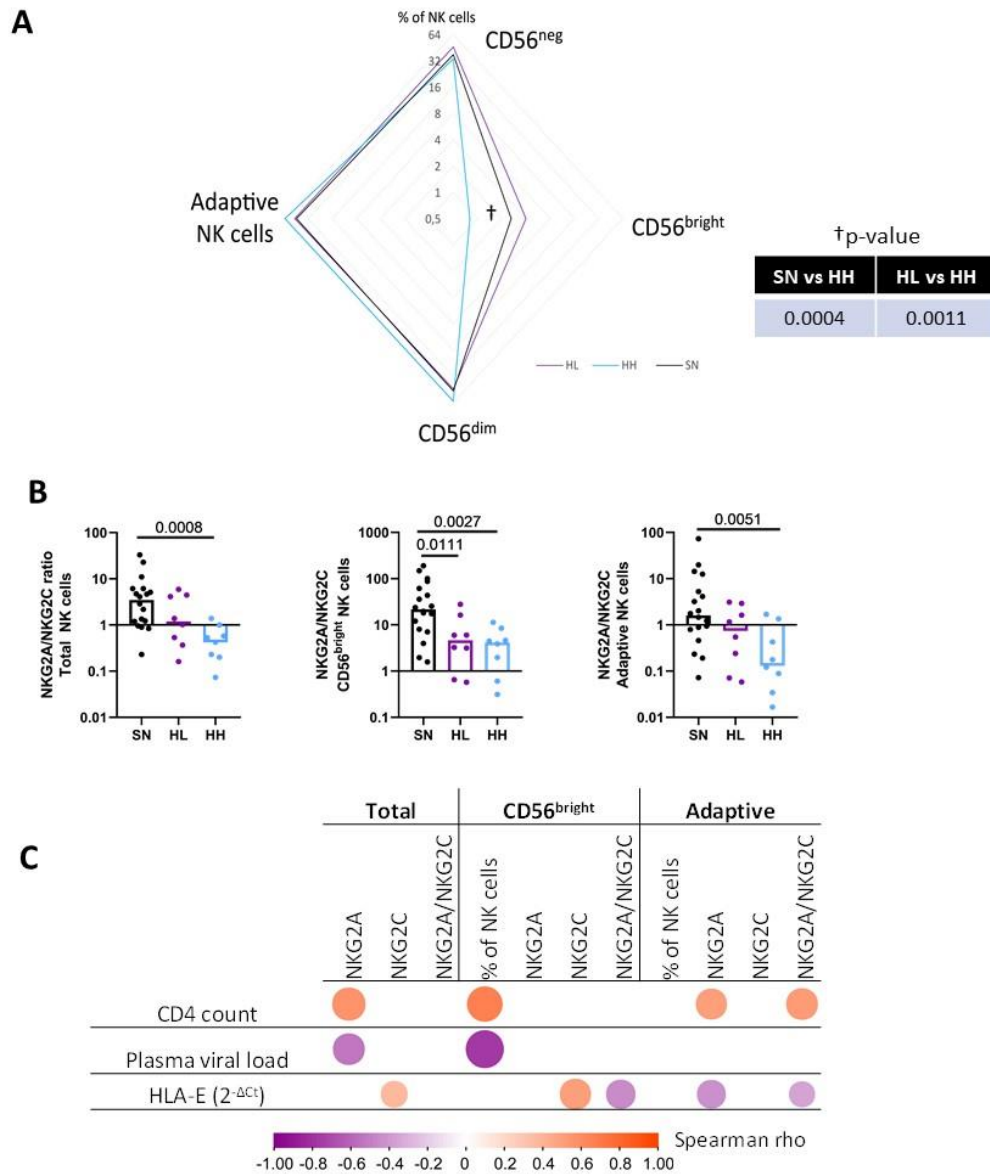 A
% of NK cells
64
32
16
8
4
2
1
0,5
CD56neg
Adaptive
NK cells
†
CD56bright
CD56dim
HL
HH
SN
†p-value
SN vs HH
HL vs HH
0.0004
0.0011
B
NKG2A/NKG2C ratio
Total NK cells
100
10
1
0.1
0.01
0.0008
SN
HL
HH
NKG2A/NKG2C
CD56bright NK cells
1000
100
10
1
0.1
0.0027
0.0111
SN
HL
HH
NKG2A/NKG2C
Adaptive NK cells
100
10
1
0.1
0.01
0.0051
SN
HL
HH
C
Total
CD56bright
Adaptive
NKG2A
NKG2C
NKG2A/NKG2C
% of NK cells
NKG2A
NKG2C
NKG2A/NKG2C
% of NK cells
NKG2A
NKG2C
NKG2A/NKG2C
CD4 count
Plasma viral load
HLA-E (2-ΔCt)
Spearman rho
-1.00 -0.8 -0.6 -0.4 -0.2 0 0.2 0.4 0.6 0.8 1.00